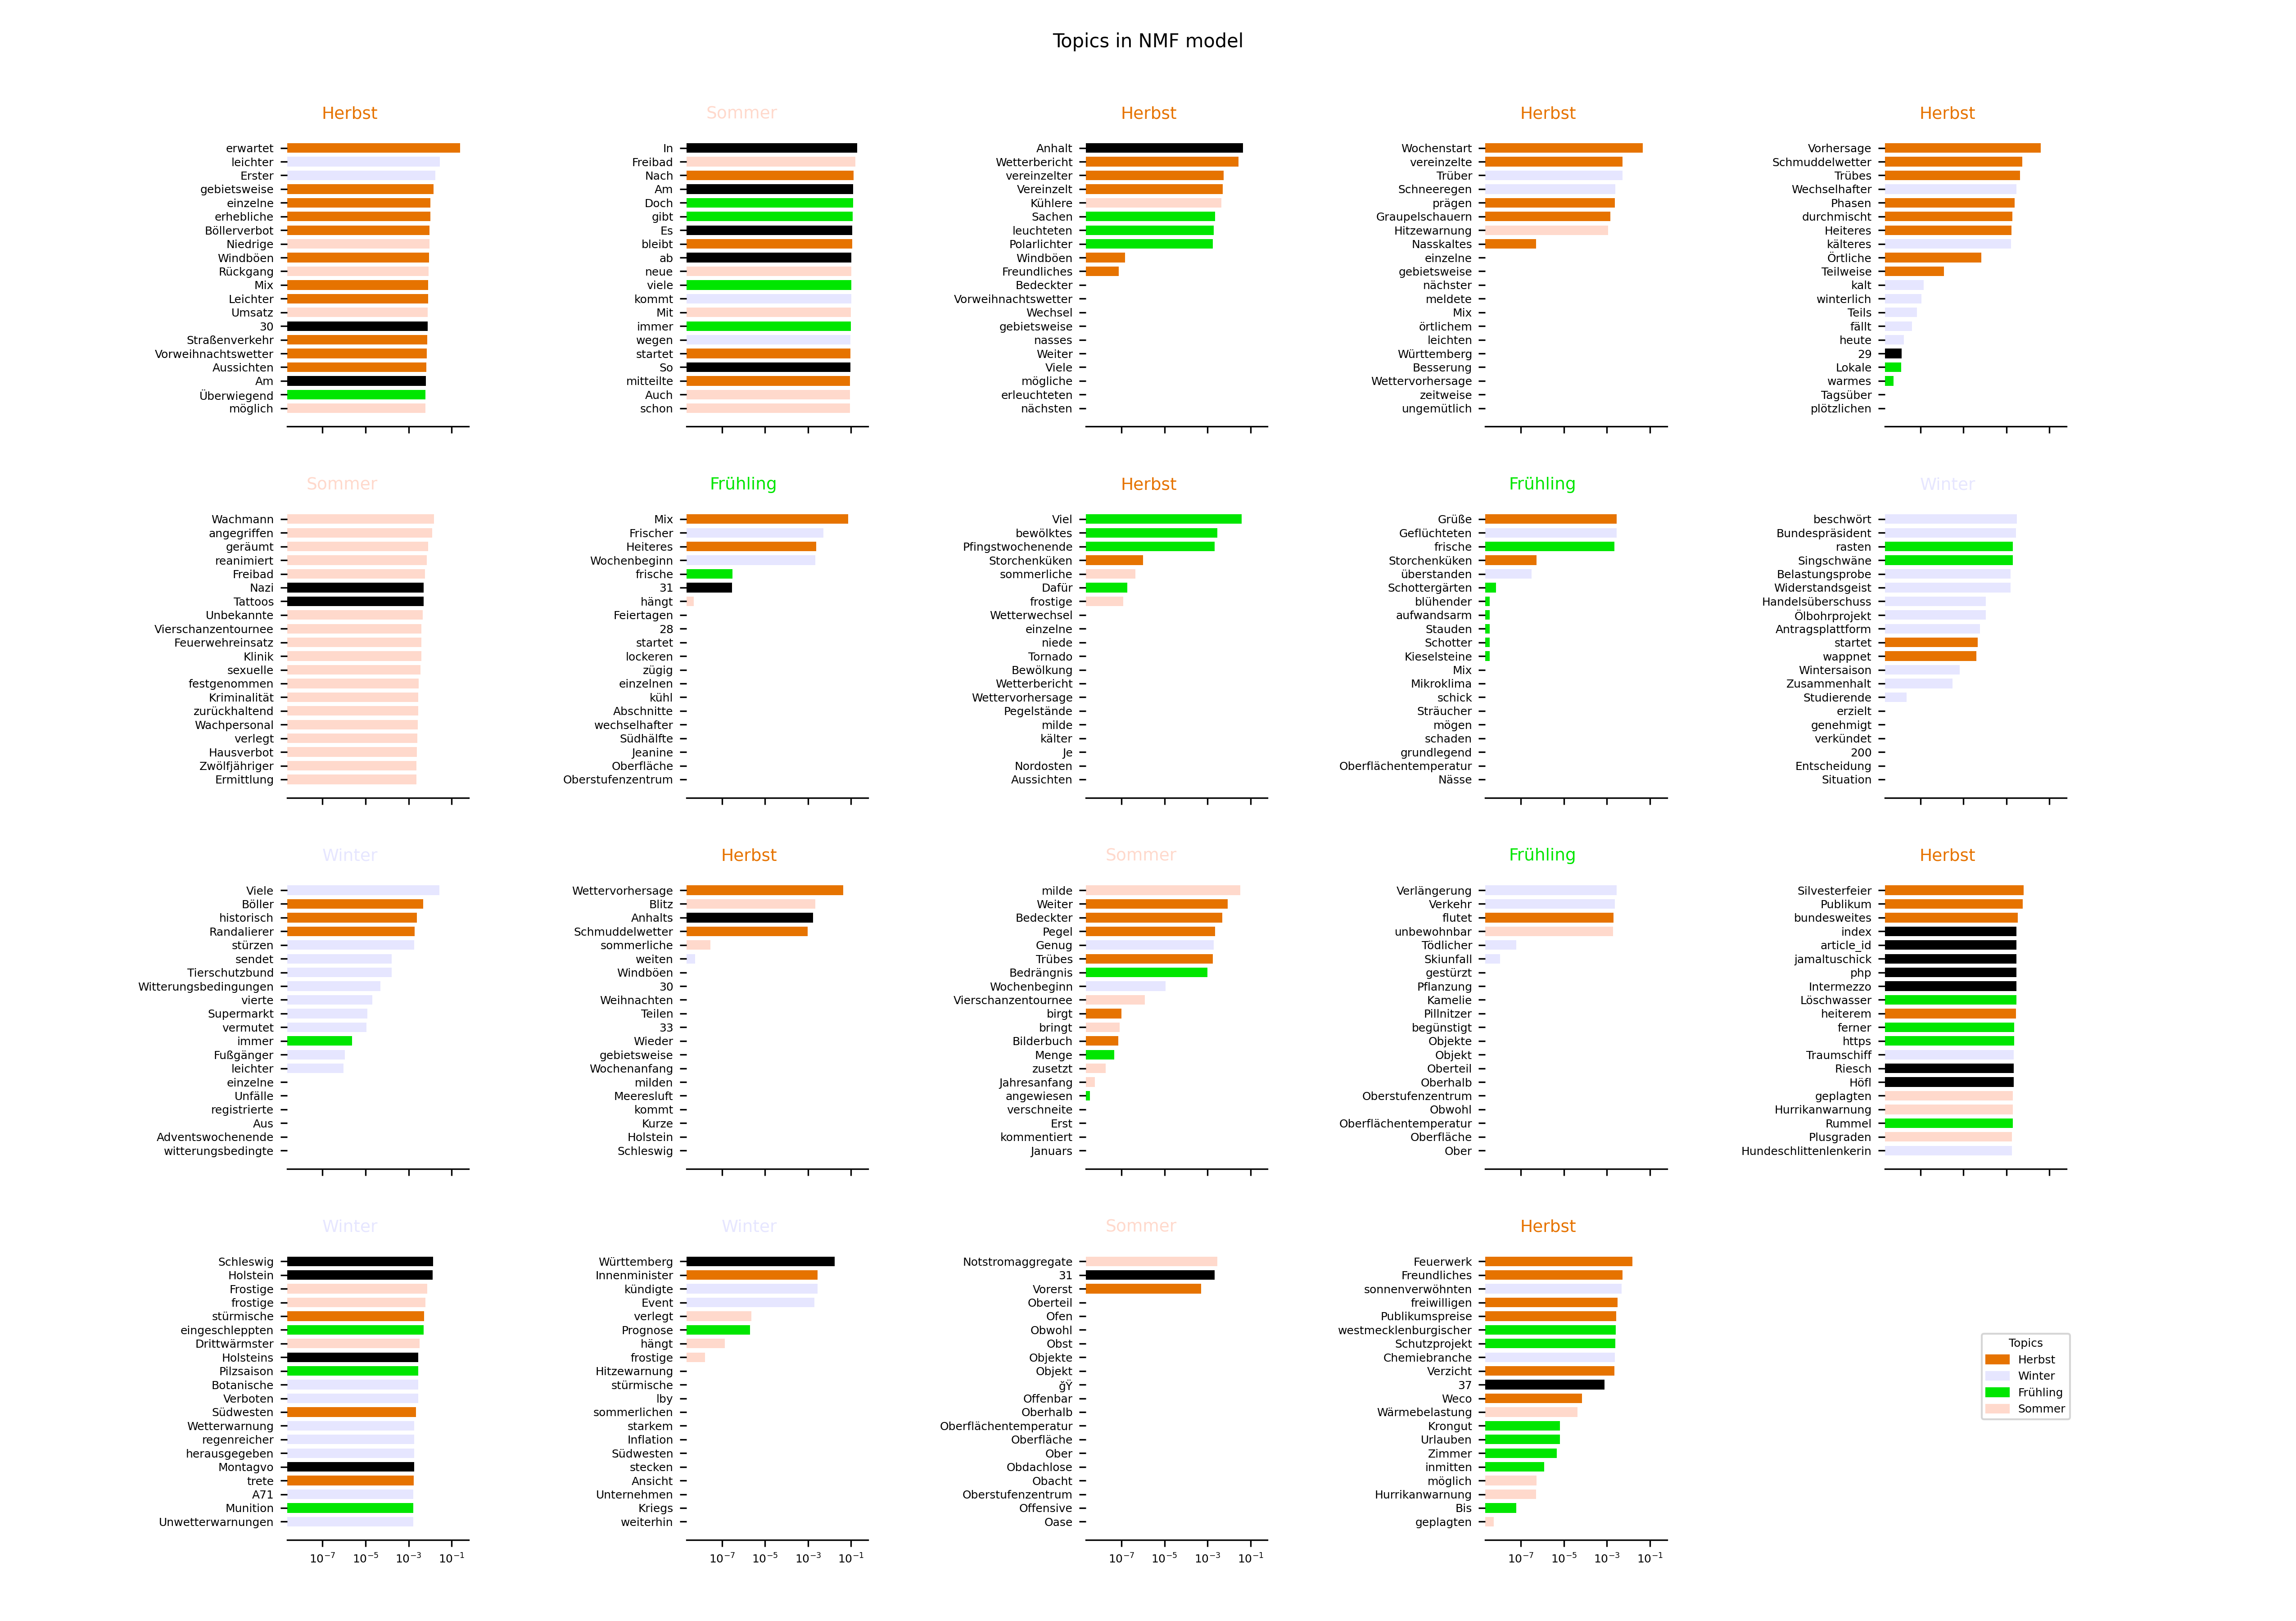 Topics in NMF model
Herbst
erwartet
leichter
Erster
gebietsweise
einzelne
erhebliche
Böllerverbot
Niedrige
Windböen
Rückgang
Mix
Leichter
Umsatz
30
Straßenverkehr
Vorweihnachtswetter
Aussichten
Am
Überwiegend
möglich
Sommer
In
Freibad
Nach
Am
Doch
gibt
Es
bleibt
ab
neue
viele
kommt
Mit
immer
wegen
startet
So
mitteilte
Auch
schon
Herbst
Anhalt
Wetterbericht
vereinzelter
Vereinzelt
Kühlere
Sachen
leuchteten
Polarlichter
Windböen
Freundliches
Bedeckter
Vorweihnachtswetter
Wechsel
gebietsweise
nasses
Weiter
Viele
mögliche
erleuchteten
nächsten
Herbst
Wochenstart
vereinzelte
Trüber
Schneeregen
prägen
Graupelschauern
Hitzewarnung
Nasskaltes
einzelne
gebietsweise
nächster
meldete
Mix
örtlichem
leichten
Württemberg
Besserung
Wettervorhersage
zeitweise
ungemütlich
Herbst
Vorhersage
Schmuddelwetter
Trübes
Wechselhafter
Phasen
durchmischt
Heiteres
kälteres
Örtliche
Teilweise
kalt
winterlich
Teils
fällt
heute
29
Lokale
warmes
Tagsüber
plötzlichen
Sommer
Wachmann
angegriffen
geräumt
reanimiert
Freibad
Nazi
Tattoos
Unbekannte
Vierschanzentournee
Feuerwehreinsatz
Klinik
sexuelle
festgenommen
Kriminalität
zurückhaltend
Wachpersonal
verlegt
Hausverbot
Zwölfjähriger
Ermittlung
Frühling
Mix
Frischer
Heiteres
Wochenbeginn
frische
31
hängt
Feiertagen
28
startet
lockeren
zügig
einzelnen
kühl
Abschnitte
wechselhafter
Südhälfte
Jeanine
Oberfläche
Oberstufenzentrum
Herbst
Viel
bewölktes
Pfingstwochenende
Storchenküken
sommerliche
Dafür
frostige
Wetterwechsel
einzelne
niede
Tornado
Bewölkung
Wetterbericht
Wettervorhersage
Pegelstände
milde
kälter
Je
Nordosten
Aussichten
Frühling
Grüße
Geflüchteten
frische
Storchenküken
überstanden
Schottergärten
blühender
aufwandsarm
Stauden
Schotter
Kieselsteine
Mix
Mikroklima
schick
Sträucher
mögen
schaden
grundlegend
Oberflächentemperatur
Nässe
Winter
beschwört
Bundespräsident
rasten
Singschwäne
Belastungsprobe
Widerstandsgeist
Handelsüberschuss
Ölbohrprojekt
Antragsplattform
startet
wappnet
Wintersaison
Zusammenhalt
Studierende
erzielt
genehmigt
verkündet
200
Entscheidung
Situation
Winter
Viele
Böller
historisch
Randalierer
stürzen
sendet
Tierschutzbund
Witterungsbedingungen
vierte
Supermarkt
vermutet
immer
Fußgänger
leichter
einzelne
Unfälle
registrierte
Aus
Adventswochenende
witterungsbedingte
Herbst
Wettervorhersage
Blitz
Anhalts
Schmuddelwetter
sommerliche
weiten
Windböen
30
Weihnachten
Teilen
33
Wieder
gebietsweise
Wochenanfang
milden
Meeresluft
kommt
Kurze
Holstein
Schleswig
Sommer
milde
Weiter
Bedeckter
Pegel
Genug
Trübes
Bedrängnis
Wochenbeginn
Vierschanzentournee
birgt
bringt
Bilderbuch
Menge
zusetzt
Jahresanfang
angewiesen
verschneite
Erst
kommentiert
Januars
Frühling
Verlängerung
Verkehr
flutet
unbewohnbar
Tödlicher
Skiunfall
gestürzt
Pflanzung
Kamelie
Pillnitzer
begünstigt
Objekte
Objekt
Oberteil
Oberhalb
Oberstufenzentrum
Obwohl
Oberflächentemperatur
Oberfläche
Ober
Herbst
Silvesterfeier
Publikum
bundesweites
index
article_id
jamaltuschick
php
Intermezzo
Löschwasser
heiterem
ferner
https
Traumschiff
Riesch
Höfl
geplagten
Hurrikanwarnung
Rummel
Plusgraden
Hundeschlittenlenkerin
Winter
Schleswig
Holstein
Frostige
frostige
stürmische
eingeschleppten
Drittwärmster
Holsteins
Pilzsaison
Botanische
Verboten
Südwesten
Wetterwarnung
regenreicher
herausgegeben
Montagvo
trete
A71
Munition
Unwetterwarnungen
10⁻⁷ 10⁻⁵ 10⁻³ 10⁻¹
Winter
Württemberg
Innenminister
kündigte
Event
verlegt
Prognose
hängt
frostige
Hitzewarnung
stürmische
lby
sommerlichen
starkem
Inflation
Südwesten
stecken
Ansicht
Unternehmen
Kriegs
weiterhin
10⁻⁷ 10⁻⁵ 10⁻³ 10⁻¹
Sommer
Notstromaggregate
31
Vorerst
Oberteil
Ofen
Obwohl
Obst
Objekte
Objekt
ğŸ
Offenbar
Oberhalb
Oberflächentemperatur
Oberfläche
Ober
Obdachlose
Obacht
Oberstufenzentrum
Offensive
Oase
10⁻⁷ 10⁻⁵ 10⁻³ 10⁻¹
Herbst
Feuerwerk
Freundliches
sonnenverwöhnten
freiwilligen
Publikumspreise
westmecklenburgischer
Schutzprojekt
Chemiebranche
Verzicht
37
Weco
Wärmebelastung
Krongut
Urlauben
Zimmer
inmitten
möglich
Hurrikanwarnung
Bis
geplagten
10⁻⁷ 10⁻⁵ 10⁻³ 10⁻¹
Topics
Herbst
Winter
Frühling
Sommer